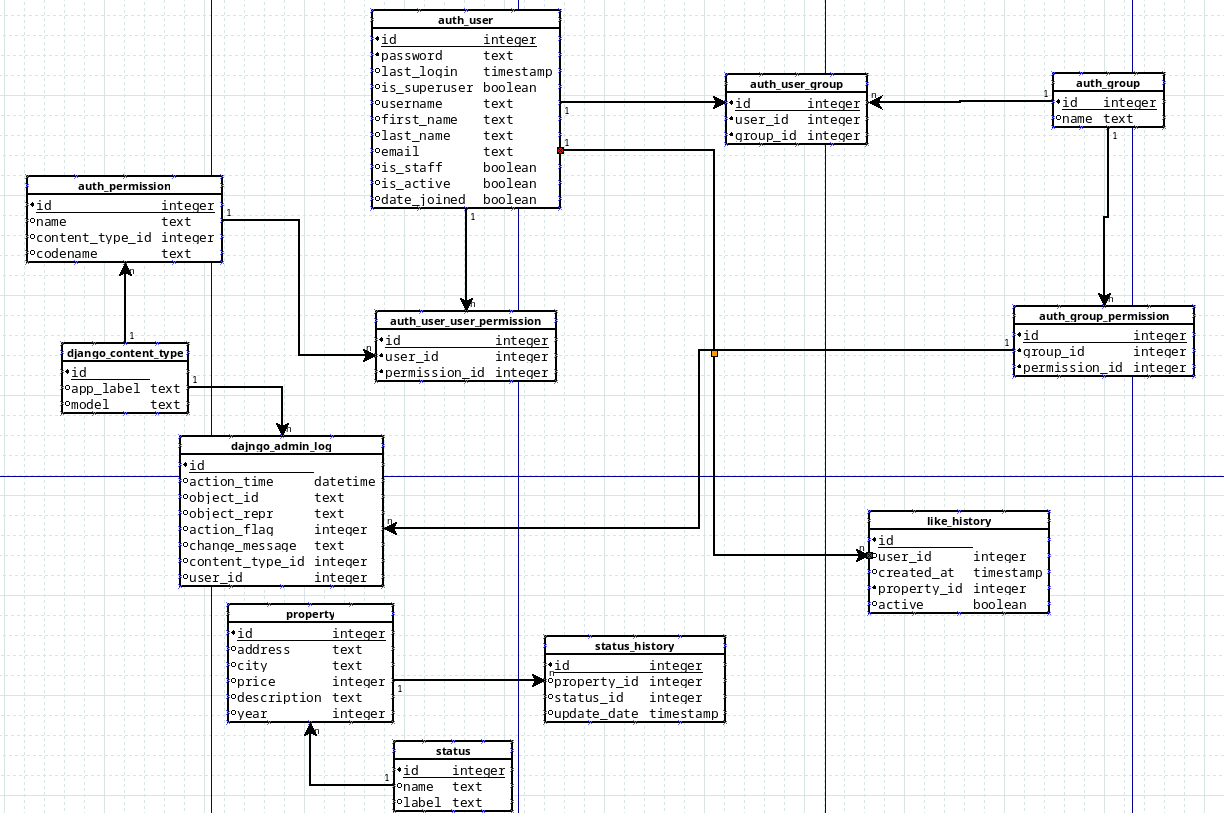 auth_user
id integer
password text
last_login timestamp
is_superuser boolean
username text
first_name text
last_name text
email text
is_staff boolean
is_active boolean
date_joined boolean
1
1
1
auth_user_group
id integer
user_id integer
group_id integer
n
1
auth_group
id integer
name text
1
auth_permission
id integer
name text
content_type_id integer
codename text
1
n
1
n
auth_user_user_permission
id integer
user_id integer
permission_id integer
n
n
auth_group_permission
id integer
group_id integer
permission_id integer
1
django_content_type
id
app_label text
model text
1
n
dajngo_admin_log
id
action_time datetime
object_id text
object_repr text
action_flag integer
change_message text
content_type_id integer
user_id integer
n
like_history
id
user_id integer
created_at timestamp
property_id integer
active boolean
n
property
id integer
address text
city text
price integer
description text
year integer
1
n
status_history
id integer
property_id integer
status_id integer
update_date timestamp
n
1
status
id integer
name text
label text